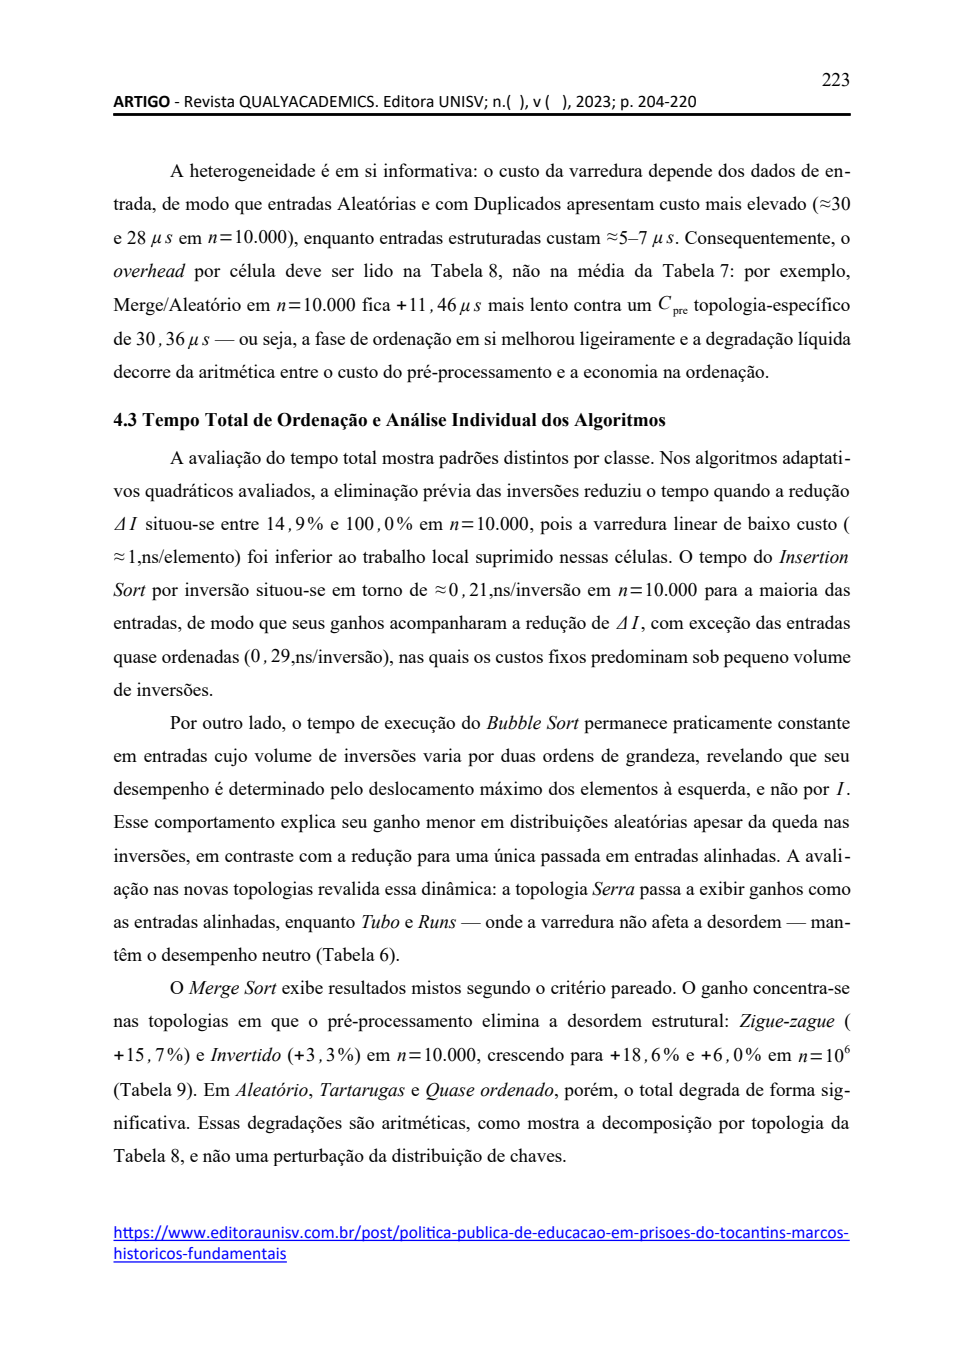 223
ARTIGO - Revista QUALYACADEMICS. Editora UNISV; n.( ), v ( ), 2023; p. 204-220
A heterogeneidade é em si informativa: o custo da varredura depende dos dados de en-
trada, de modo que entradas Aleatórias e com Duplicados apresentam custo mais elevado (≈30
e 28 μs em n=10.000), enquanto entradas estruturadas custam ≈5–7 μs. Consequentemente, o
overhead por célula deve ser lido na Tabela 8, não na média da Tabela 7: por exemplo,
Merge/Aleatório em n=10.000 fica +11,46 μs mais lento contra um C_pre topologia-específico
de 30,36 μs — ou seja, a fase de ordenação em si melhorou ligeiramente e a degradação líquida
decorre da aritmética entre o custo do pré-processamento e a economia na ordenação.
4.3 Tempo Total de Ordenação e Análise Individual dos Algoritmos
A avaliação do tempo total mostra padrões distintos por classe. Nos algoritmos adaptati-
vos quadráticos avaliados, a eliminação prévia das inversões reduziu o tempo quando a redução
ΔI situou-se entre 14,9% e 100,0% em n=10.000, pois a varredura linear de baixo custo (
≈1,ns/elemento) foi inferior ao trabalho local suprimido nessas células. O tempo do Insertion
Sort por inversão situou-se em torno de ≈0,21,ns/inversão em n=10.000 para a maioria das
entradas, de modo que seus ganhos acompanharam a redução de ΔI, com exceção das entradas
quase ordenadas (0,29,ns/inversão), nas quais os custos fixos predominam sob pequeno volume
de inversões.
Por outro lado, o tempo de execução do Bubble Sort permanece praticamente constante
em entradas cujo volume de inversões varia por duas ordens de grandeza, revelando que seu
desempenho é determinado pelo deslocamento máximo dos elementos à esquerda, e não por I.
Esse comportamento explica seu ganho menor em distribuições aleatórias apesar da queda nas
inversões, em contraste com a redução para uma única passada em entradas alinhadas. A avali-
ação nas novas topologias revalida essa dinâmica: a topologia Serra passa a exibir ganhos como
as entradas alinhadas, enquanto Tubo e Runs — onde a varredura não afeta a desordem — man-
têm o desempenho neutro (Tabela 6).
O Merge Sort exibe resultados mistos segundo o critério pareado. O ganho concentra-se
nas topologias em que o pré-processamento elimina a desordem estrutural: Zigue-zague (
+15,7%) e Invertido (+3,3%) em n=10.000, crescendo para +18,6% e +6,0% em n=10⁶
(Tabela 9). Em Aleatório, Tartarugas e Quase ordenado, porém, o total degrada de forma sig-
nificativa. Essas degradações são aritméticas, como mostra a decomposição por topologia da
Tabela 8, e não uma perturbação da distribuição de chaves.
https://www.editoraunisv.com.br/post/politica-publica-de-educacao-em-prisoes-do-tocantins-marcos-
historicos-fundamentais